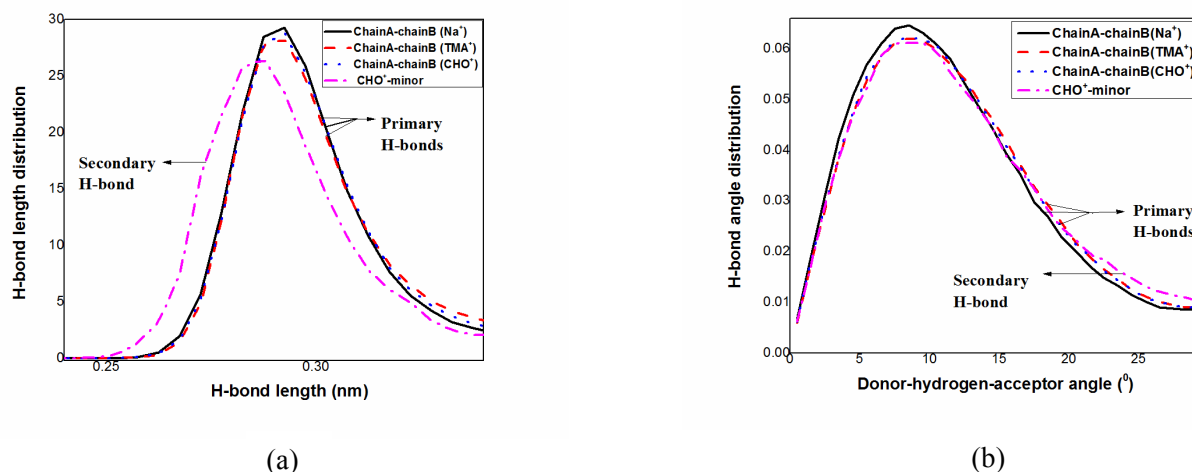 30
25
20
15
10
5
0
H-bond length distribution
ChainA-chainB (Na⁺)
ChainA-chainB (TMA⁺)
ChainA-chainB (CHO⁺)
CHO⁺-minor
Primary
H-bonds
Secondary
H-bond
0.25
0.30
H-bond length (nm)
(a)
0.06
0.05
0.04
0.03
0.02
0.01
0.00
H-bond angle distribution
ChainA-chainB (Na⁺)
ChainA-chainB (TMA⁺)
ChainA-chainB(CHO⁺)
CHO⁺-minor
Primary
H-bonds
Secondary
H-bond
0
5
10
15
20
25
Donor-hydrogen-acceptor angle (⁰)
(b)